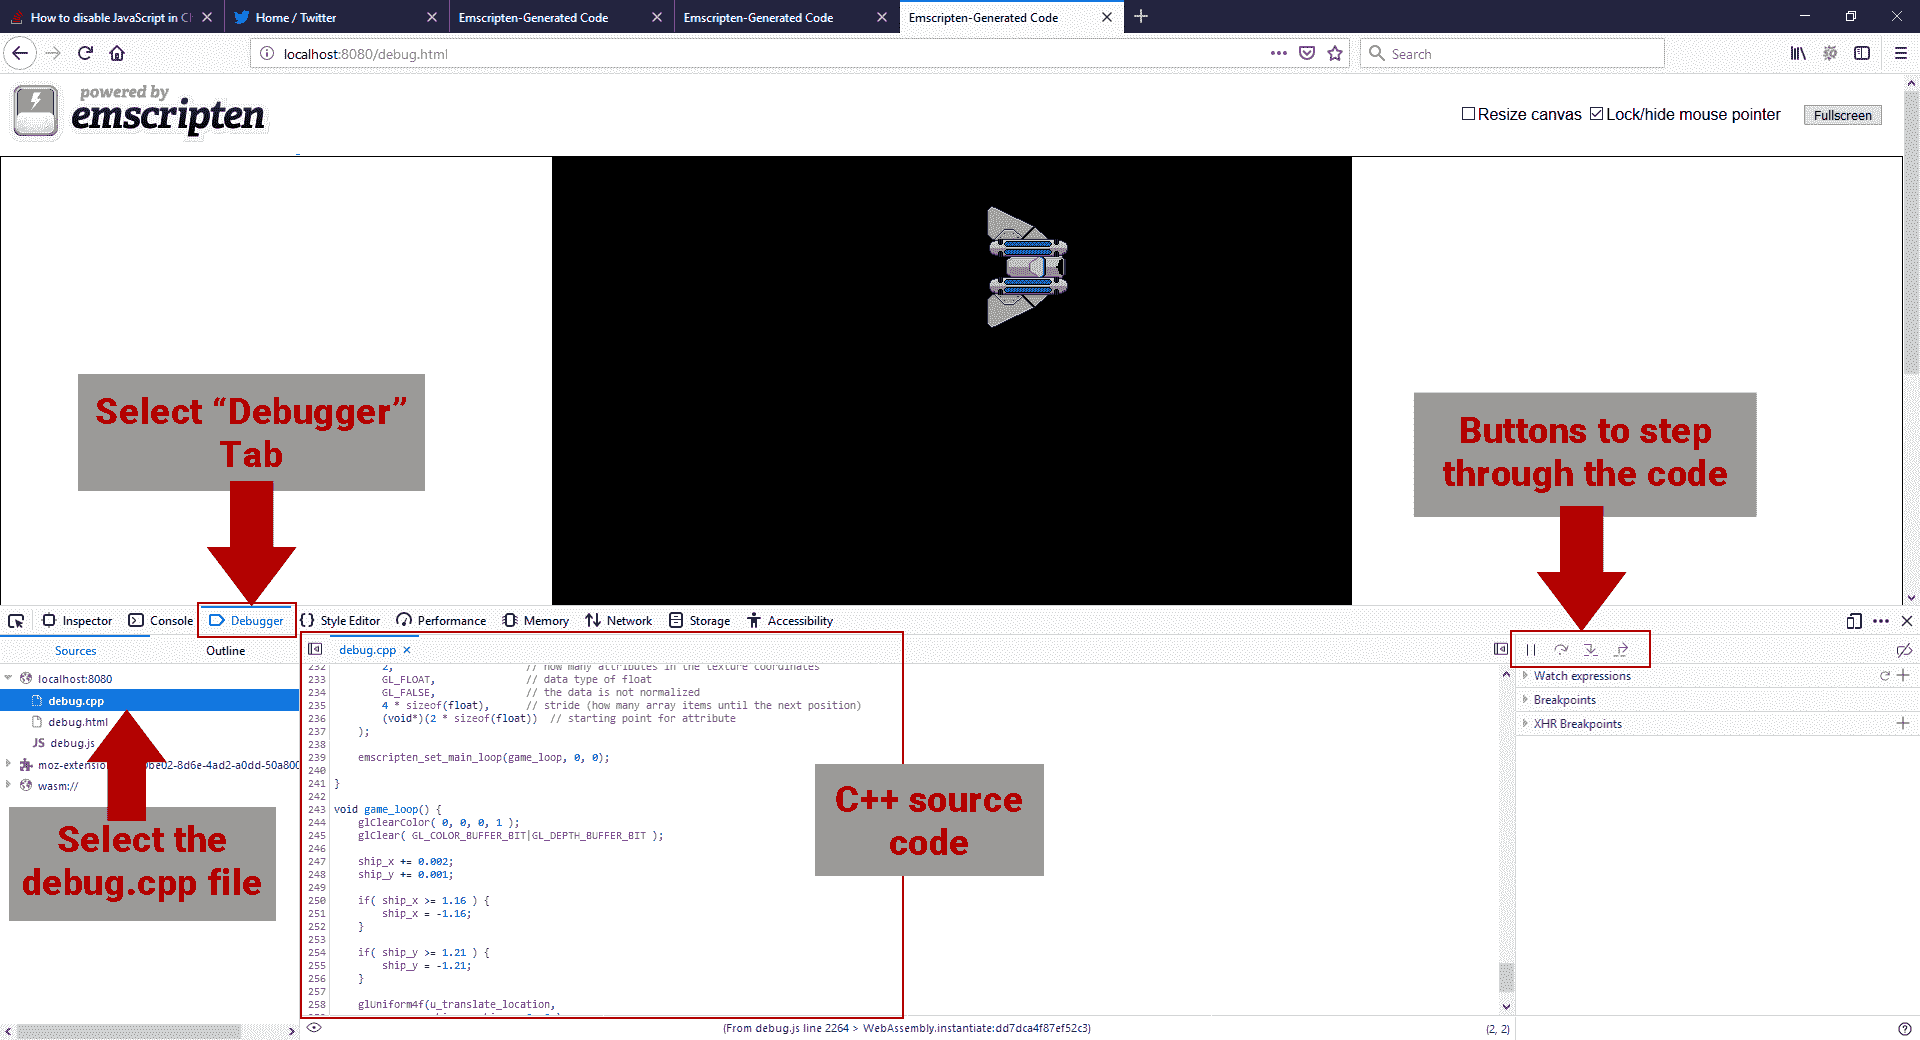 How to disable JavaScript in C
Home / Twitter
Emscripten-Generated Code
Emscripten-Generated Code
Emscripten-Generated Code
localhost:8080/debug.html
Search
powered by
emscripten
Resize canvas
Lock/hide mouse pointer
Fullscreen
Select “Debugger”
Tab
Buttons to step
through the code
Inspector
Console
Debugger
Style Editor
Performance
Memory
Network
Storage
Accessibility
Sources
Outline
debug.cpp
localhost:8080
debug.cpp
debug.html
JS debug.js
moz-extension be02-8d6e-4ad2-a0dd-50a800
wasm://
Select the
debug.cpp file
232 2, // how many attributes in the texture coordinates
233 GL_FLOAT, // data type of float
234 GL_FALSE, // the data is not normalized
235 4 * sizeof(float), // stride (how many array items until the next position)
236 (void*)(2 * sizeof(float)) // starting point for attribute
237 );
238
239 emscripten_set_main_loop(game_loop, 0, 0);
240
241 }
242
243 void game_loop() {
244 glClearColor( 0, 0, 0, 1 );
245 glClear( GL_COLOR_BUFFER_BIT|GL_DEPTH_BUFFER_BIT );
246
247 ship_x += 0.002;
248 ship_y += 0.001;
249
250 if( ship_x >= 1.16 ) {
251 ship_x = -1.16;
252 }
253
254 if( ship_y >= 1.21 ) {
255 ship_y = -1.21;
256 }
257
258 glUniform4f(u_translate_location,
C++ source
code
Watch expressions
Breakpoints
XHR Breakpoints
(From debug.js line 2264 > WebAssembly.instantiate:dd7dca4f87ef52c3)
(2, 2)